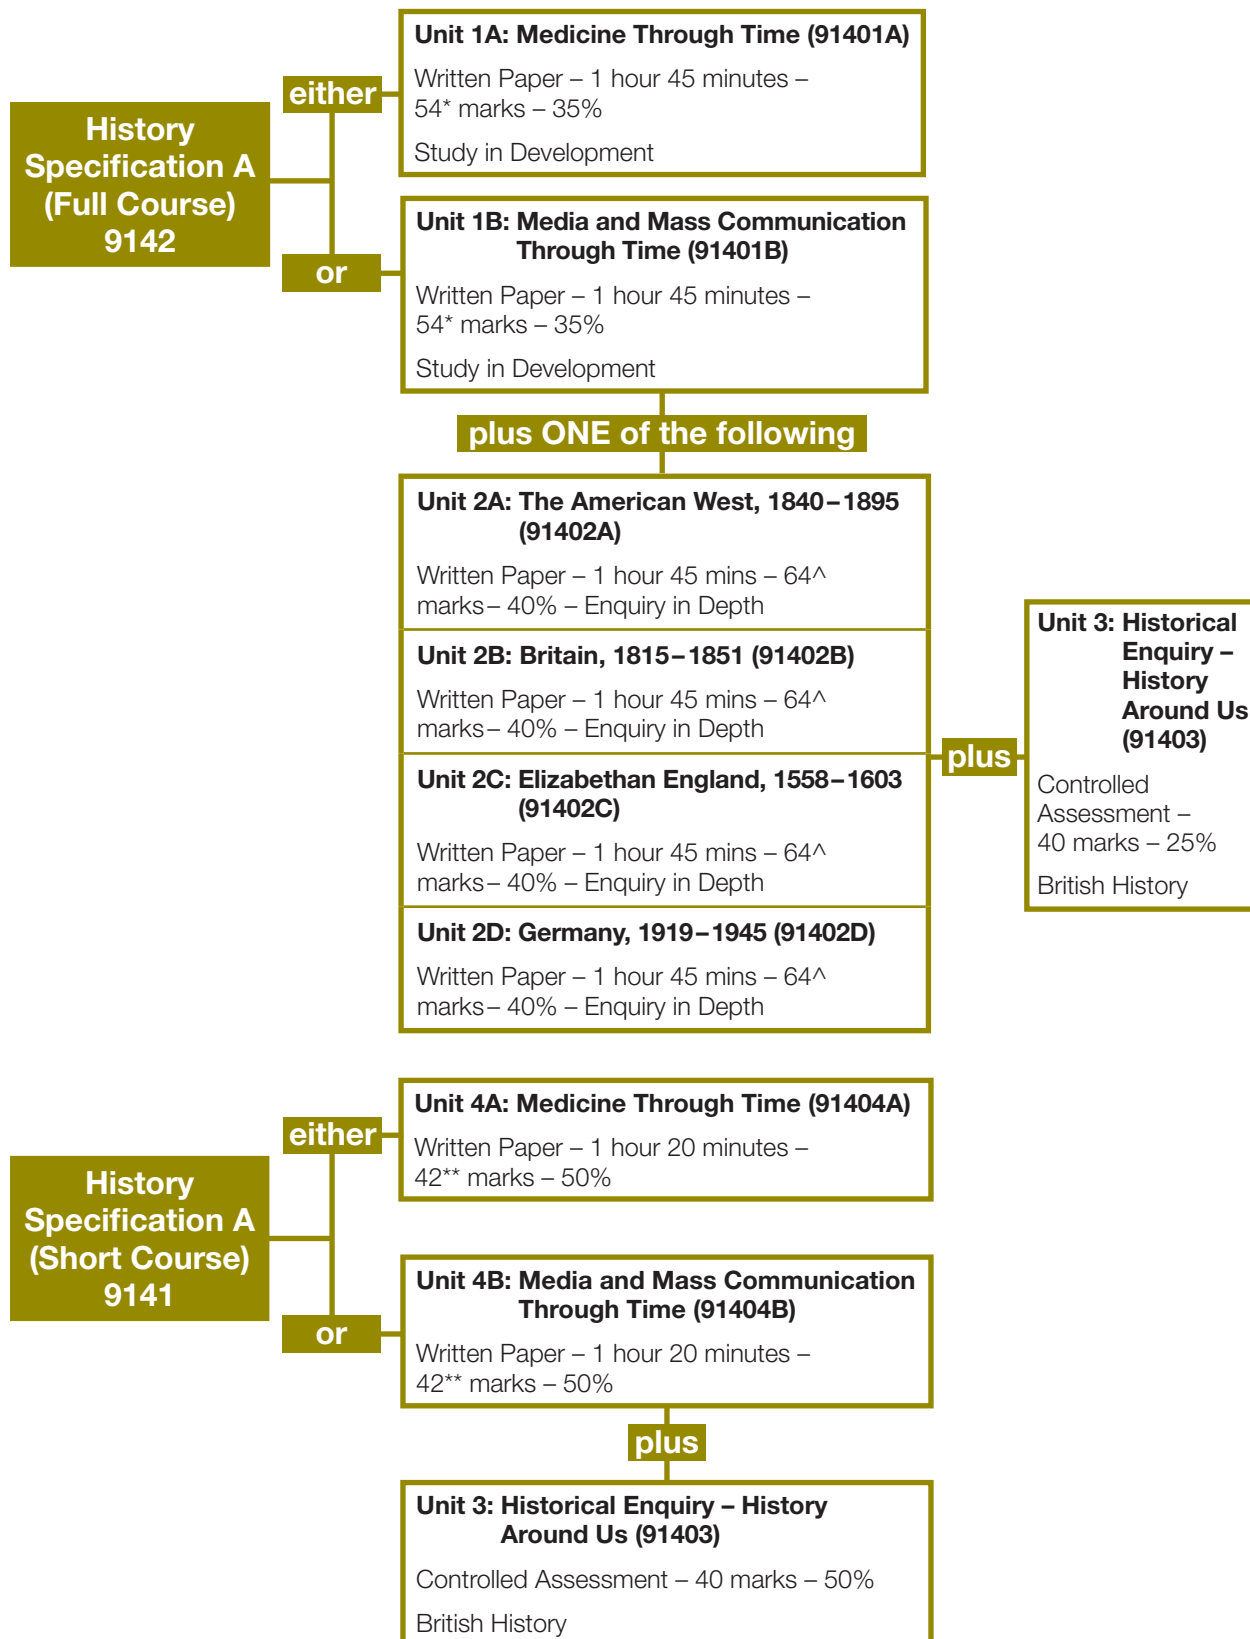 History
Specification A
(Full Course)
9142
either
or
Unit 1A: Medicine Through Time (91401A)
Written Paper – 1 hour 45 minutes –
54* marks – 35%
Study in Development
Unit 1B: Media and Mass Communication
Through Time (91401B)
Written Paper – 1 hour 45 minutes –
54* marks – 35%
Study in Development
plus ONE of the following
Unit 2A: The American West, 1840–1895
(91402A)
Written Paper – 1 hour 45 mins – 64^
marks– 40% – Enquiry in Depth
Unit 2B: Britain, 1815–1851 (91402B)
Written Paper – 1 hour 45 mins – 64^
marks– 40% – Enquiry in Depth
Unit 2C: Elizabethan England, 1558–1603
(91402C)
Written Paper – 1 hour 45 mins – 64^
marks– 40% – Enquiry in Depth
Unit 2D: Germany, 1919–1945 (91402D)
Written Paper – 1 hour 45 mins – 64^
marks– 40% – Enquiry in Depth
plus
Unit 3: Historical
Enquiry –
History
Around Us
(91403)
Controlled
Assessment –
40 marks – 25%
British History
History
Specification A
(Short Course)
9141
either
or
Unit 4A: Medicine Through Time (91404A)
Written Paper – 1 hour 20 minutes –
42** marks – 50%
Unit 4B: Media and Mass Communication
Through Time (91404B)
Written Paper – 1 hour 20 minutes –
42** marks – 50%
plus
Unit 3: Historical Enquiry – History
Around Us (91403)
Controlled Assessment – 40 marks – 50%
British History